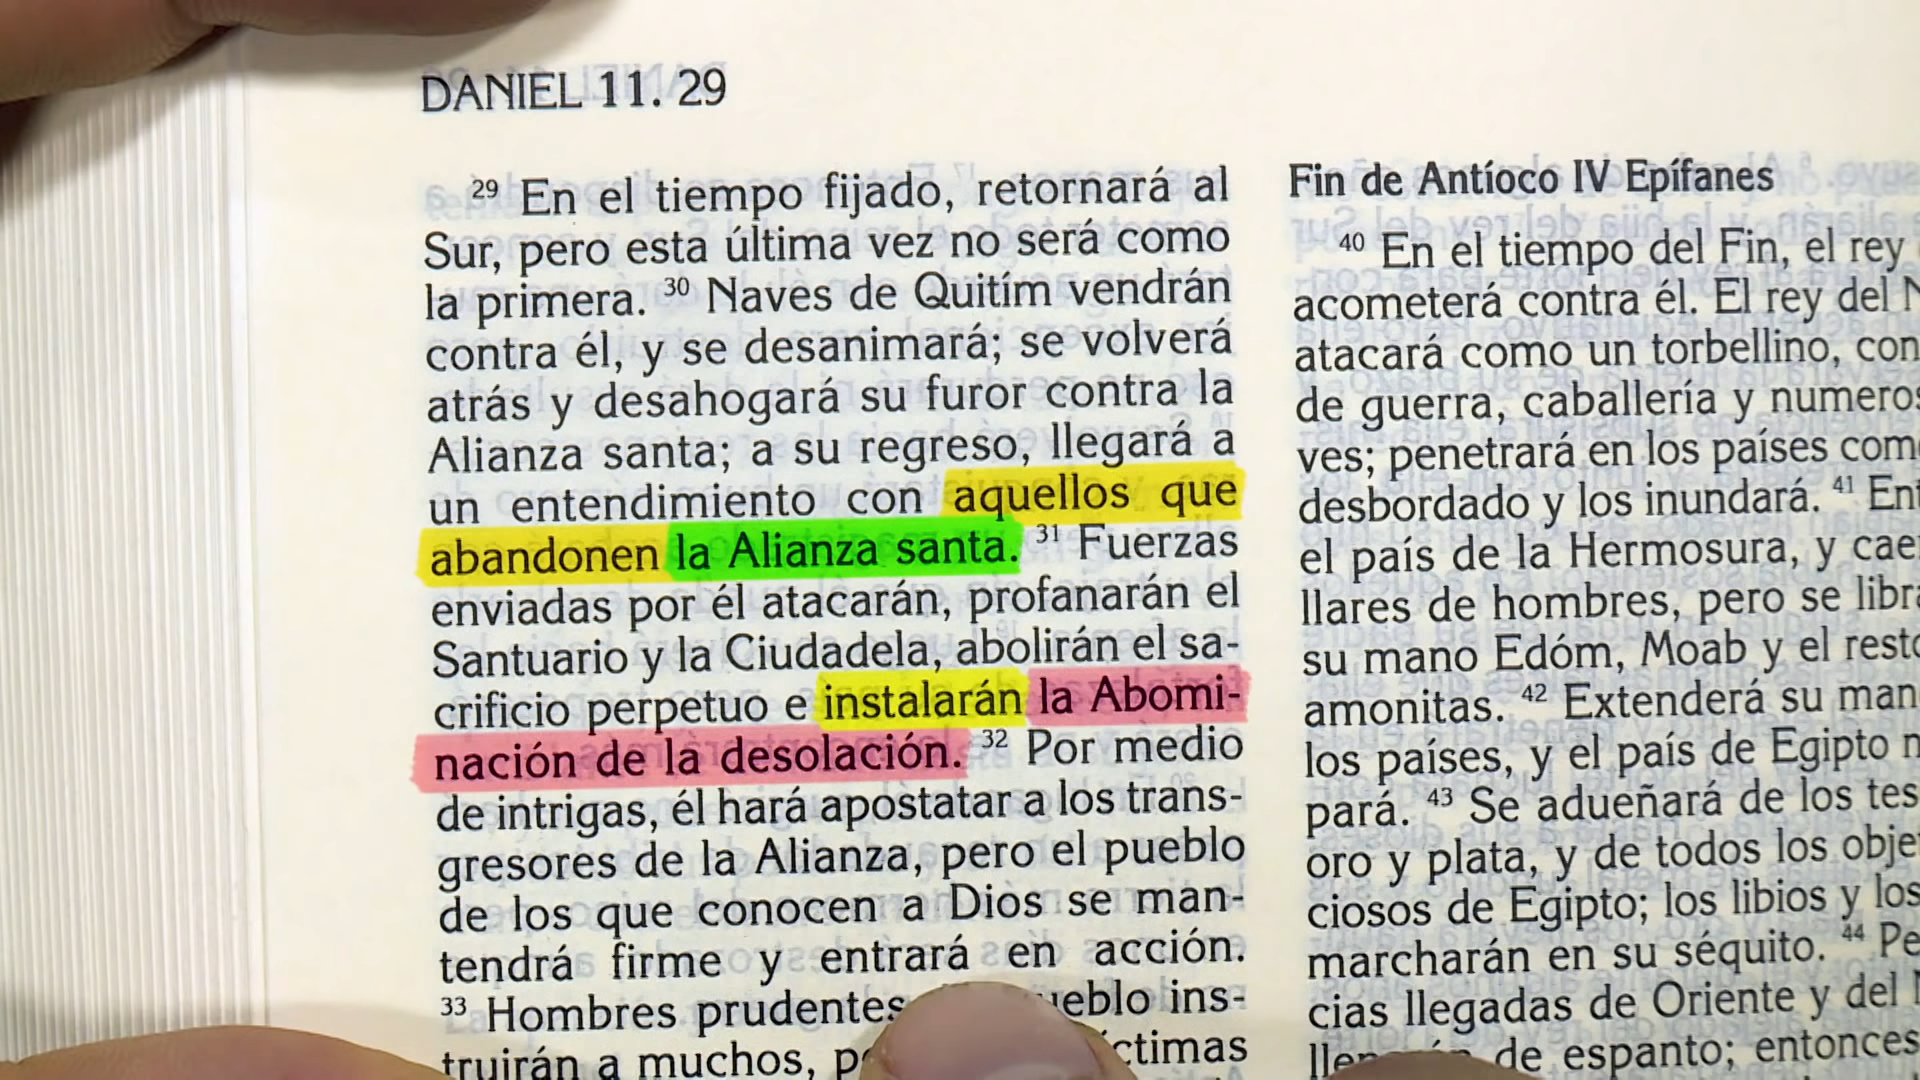 DANIEL 11. 29
29 En el tiempo fijado, retornará al
Sur, pero esta última vez no será como
la primera. 30 Naves de Quitím vendrán
contra él, y se desanimará; se volverá
atrás y desahogará su furor contra la
Alianza santa; a su regreso, llegará a
un entendimiento con aquellos que
abandonen la Alianza santa. 31 Fuerzas
enviadas por él atacarán, profanarán el
Santuario y la Ciudadela, abolirán el sa-
crificio perpetuo e instalarán la Abomi-
nación de la desolación. 32 Por medio
de intrigas, él hará apostatar a los trans-
gresores de la Alianza, pero el pueblo
de los que conocen a Dios se man-
tendrá firme y entrará en acción.
33 Hombres prudentes ueblo ins-
truirán a muchos, ctimas
Fin de Antíoco IV Epífanes
40 En el tiempo del Fin, el rey
acometerá contra él. El rey del
atacará como un torbellino, con
de guerra, caballería y numeros
ves; penetrará en los países com
desbordado y los inundará. 41 En
el país de la Hermosura, y cae
llares de hombres, pero se libr
su mano Edóm, Moab y el rest
amonitas. 42 Extenderá su man
los países, y el país de Egipto
pará. 43 Se adueñará de los tes
oro y plata, y de todos los obje
ciosos de Egipto; los libios y los
marcharán en su séquito. 44 Pe
cias llegadas de Oriente y del
de espanto; entonces